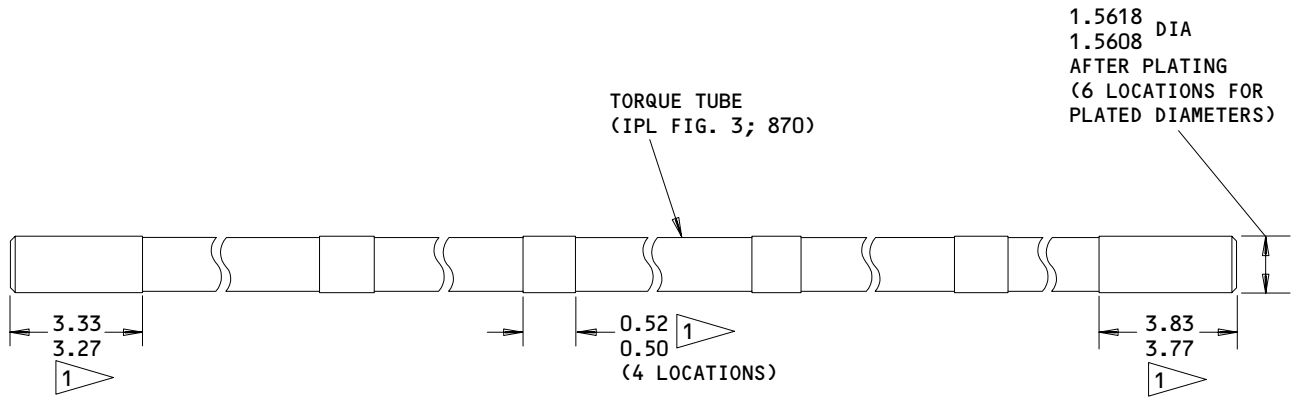 1.5618
1.5608 DIA
AFTER PLATING
(6 LOCATIONS FOR
PLATED DIAMETERS)
TORQUE TUBE
(IPL FIG. 3; 870)
3.33
3.27
1
0.52 1
0.50
(4 LOCATIONS)
3.83
3.77
1